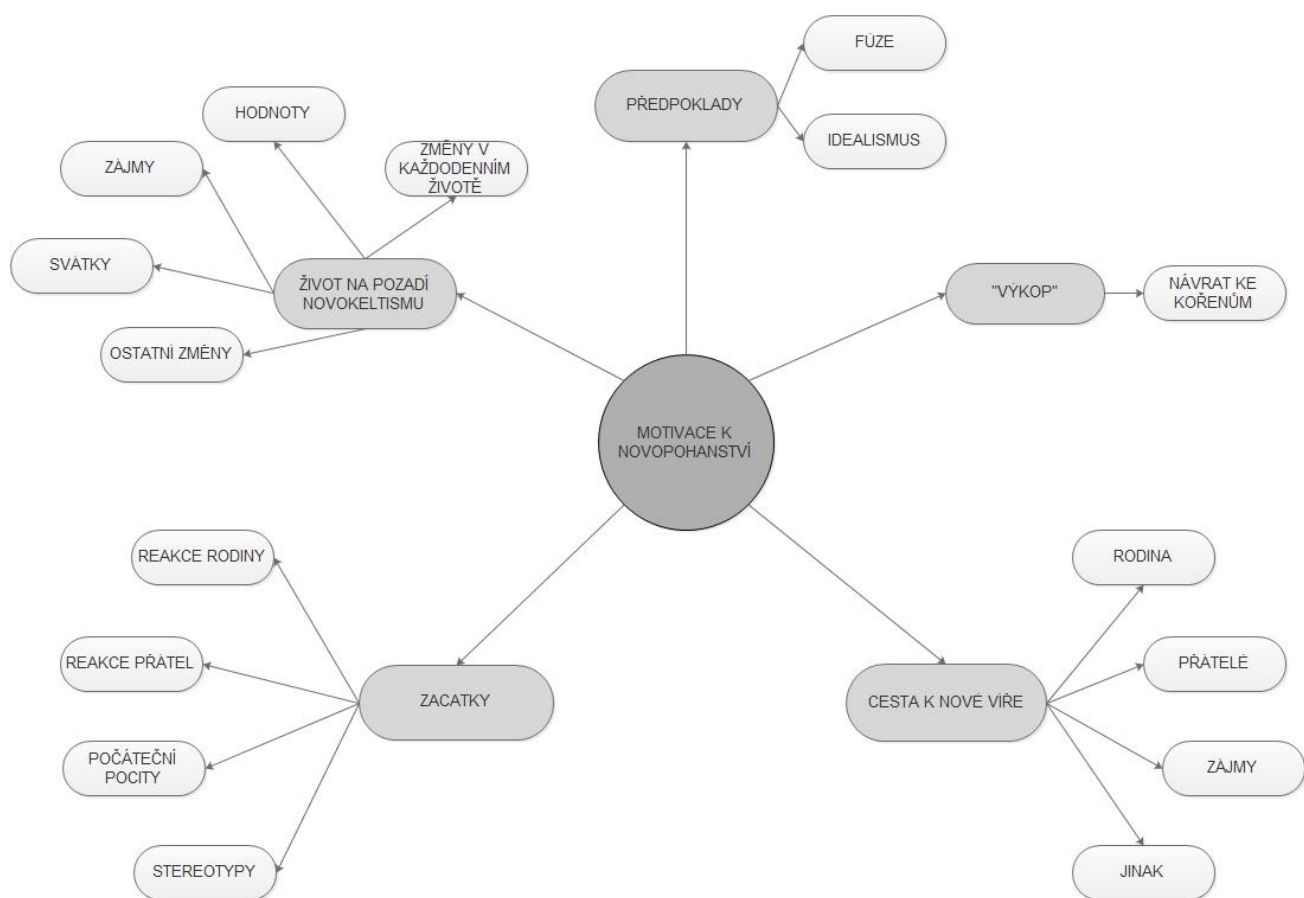 FÚZE
PŘEDPOKLADY
IDEALISMUS
HODNOTY
ZMĚNY V
KAŽDODENNÍM
ŽIVOTĚ
ZÁJMY
SVÁTKY
ŽIVOT NA POZADÍ
NOVOKELTISMU
OSTATNÍ ZMĚNY
"VÝKOP"
NÁVRAT KE
KOŘENŮM
MOTIVACE K
NOVOPOHANSTVÍ
REAKCE RODINY
REAKCE PŘÁTEL
ZACATKY
POČÁTEČNÍ
POCITY
STEREOTYPY
RODINA
PŘÁTELÉ
CESTA K NOVÉ VÍŘE
ZÁJMY
JINAK